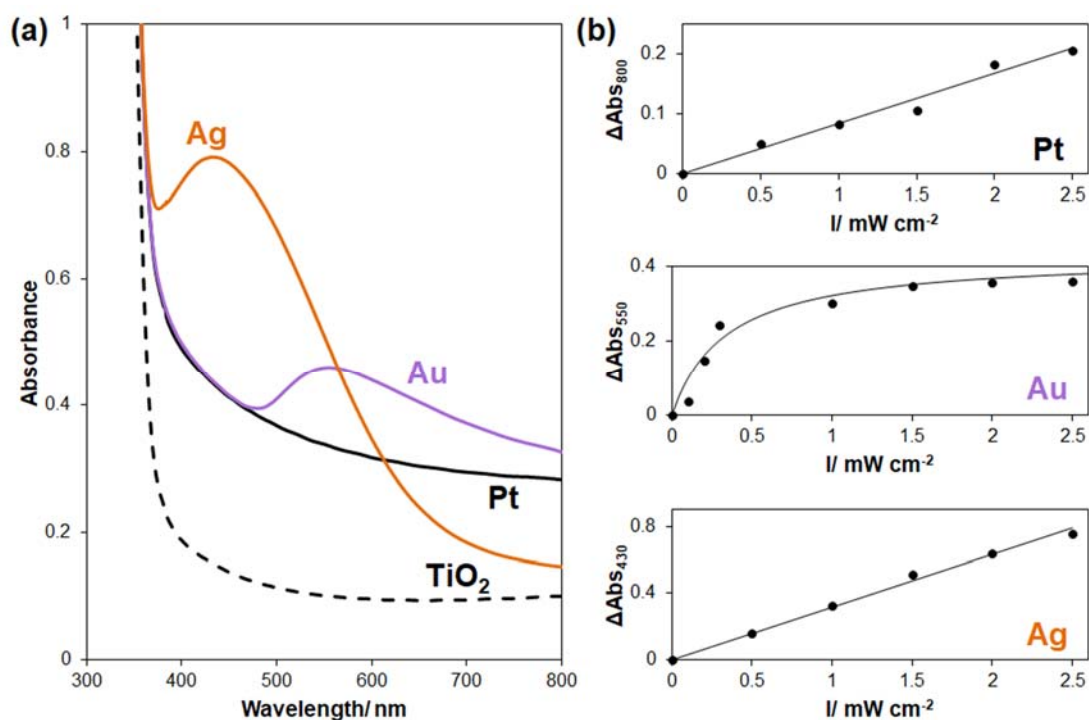 (a)
1
0.8
0.6
0.4
0.2
0
Absorbance
Ag
Au
Pt
TiO₂
300 400 500 600 700 800
Wavelength/ nm
(b)
0.2
0.1
0
ΔAbs₈₀₀
Pt
0 0.5 1 1.5 2 2.5
I/ mW cm⁻²
0.4
0.2
0
ΔAbs₅₅₀
Au
0 0.5 1 1.5 2 2.5
I/ mW cm⁻²
0.8
0.4
0
ΔAbs₄₃₀
Ag
0 0.5 1 1.5 2 2.5
I/ mW cm⁻²